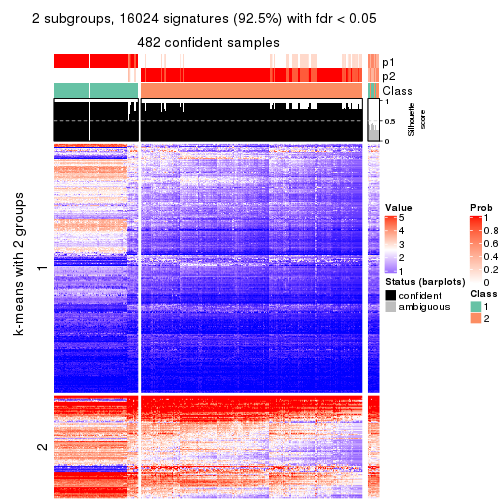 2 subgroups, 16024 signatures (92.5%) with fdr < 0.05
482 confident samples
p1
p2
Class
1
0.5
0
Silhouette
score
k-means with 2 groups
1
2
Value
5
4
3
2
1
Status (barplots)
confident
ambiguous
Prob
1
0.8
0.6
0.4
0.2
0
Class
1
2